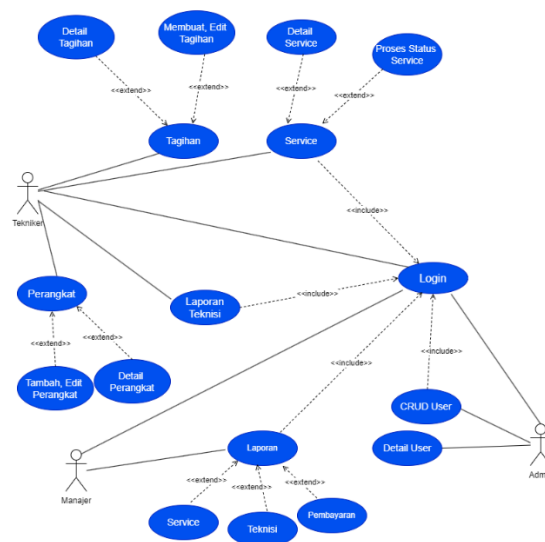 Detail
Tagihan
Membuat, Edit
Tagihan
Detail
Service
Proses Status
Service
<<extend>>
<<extend>>
<<extend>>
<<extend>>
Tagihan
Service
Tekniker
<<include>>
Login
Perangkat
Laporan
Teknisi
<<include>>
<<extend>>
<<extend>>
<<include>>
<<include>>
Tambah, Edit
Perangkat
Detail
Perangkat
CRUD User
Laporan
Detail User
Manajer
Adm
<<extend>>
<<extend>>
<<extend>>
Service
Teknisi
Pembayaran